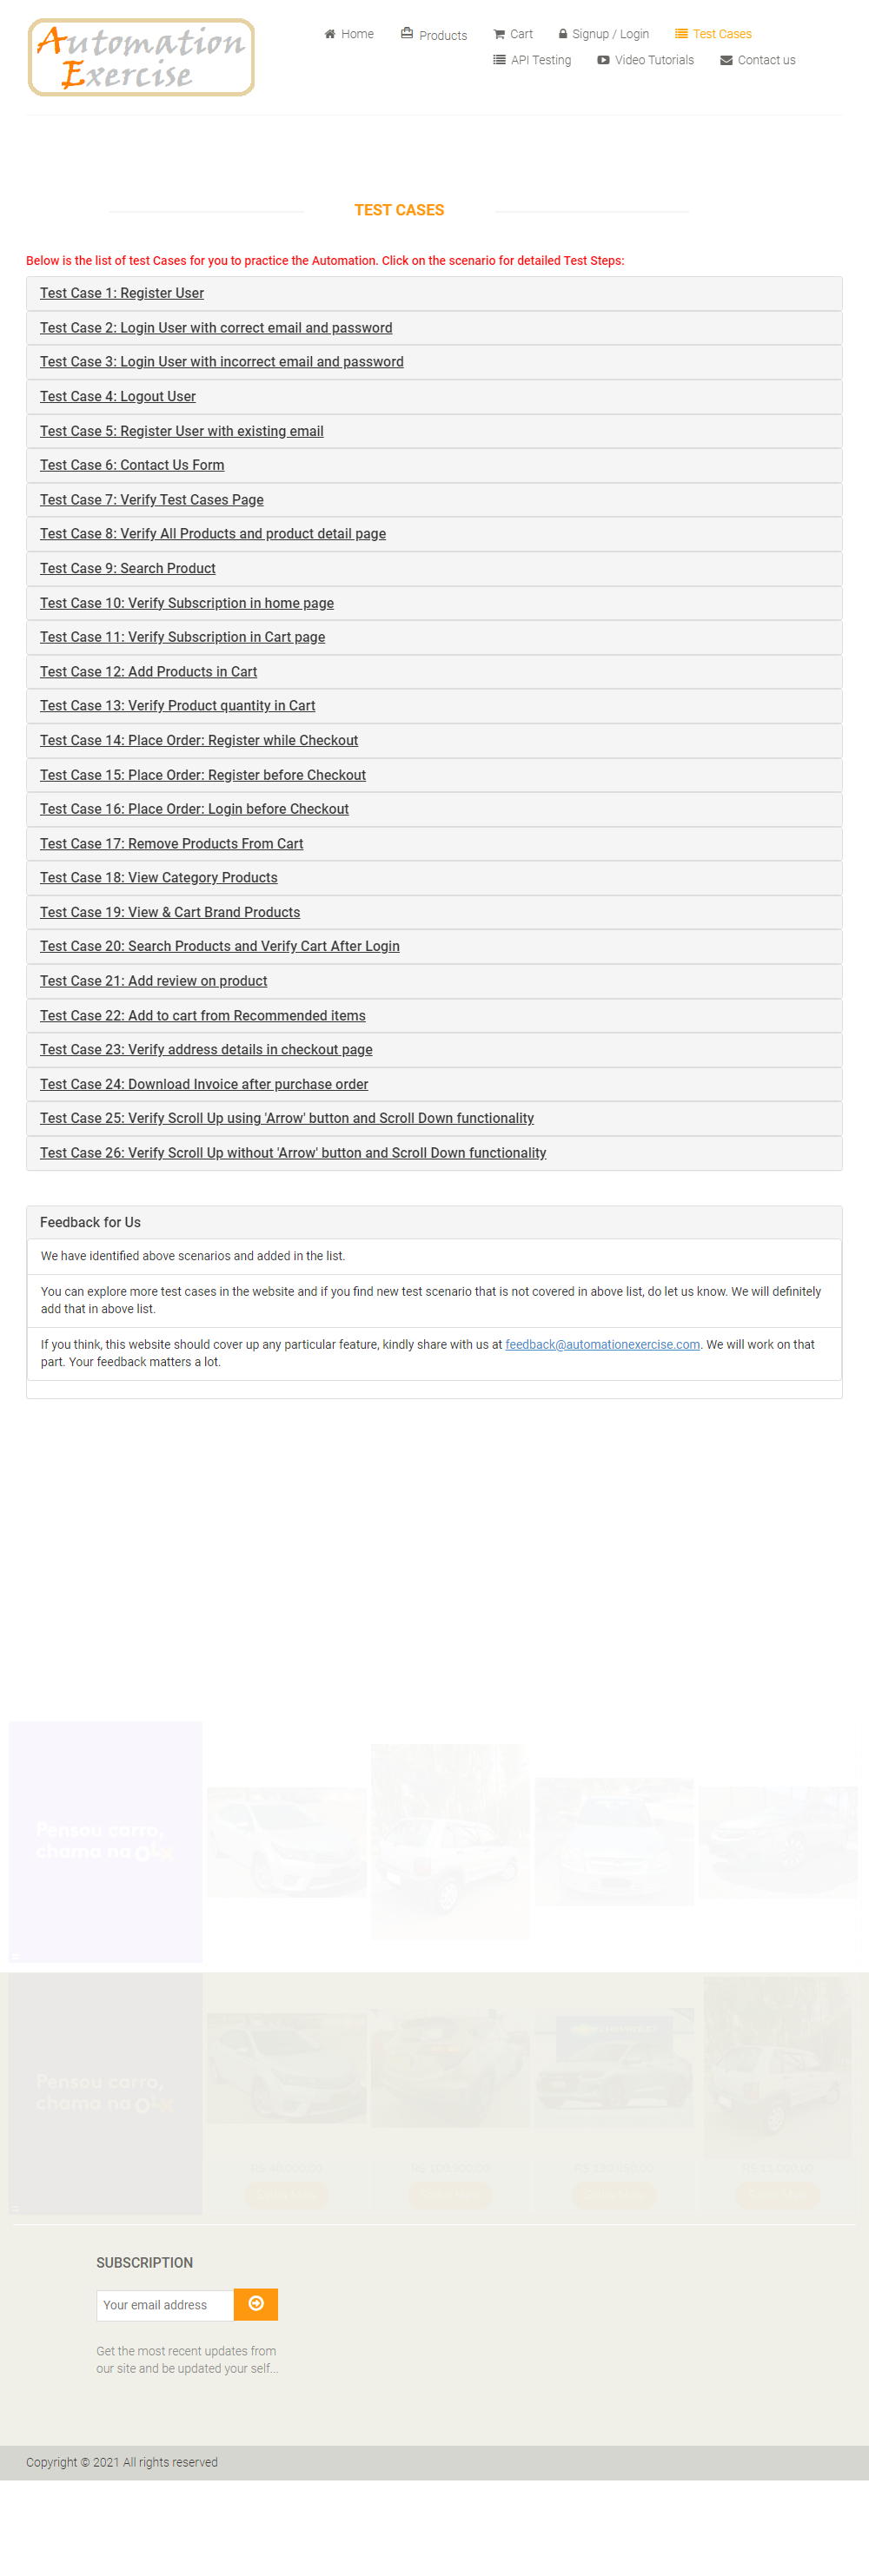 Automation
Exercise
Home
Products
Cart
Signup / Login
Test Cases
API Testing
Video Tutorials
Contact us
TEST CASES
Below is the list of test Cases for you to practice the Automation. Click on the scenario for detailed Test Steps:
Test Case 1: Register User
Test Case 2: Login User with correct email and password
Test Case 3: Login User with incorrect email and password
Test Case 4: Logout User
Test Case 5: Register User with existing email
Test Case 6: Contact Us Form
Test Case 7: Verify Test Cases Page
Test Case 8: Verify All Products and product detail page
Test Case 9: Search Product
Test Case 10: Verify Subscription in home page
Test Case 11: Verify Subscription in Cart page
Test Case 12: Add Products in Cart
Test Case 13: Verify Product quantity in Cart
Test Case 14: Place Order: Register while Checkout
Test Case 15: Place Order: Register before Checkout
Test Case 16: Place Order: Login before Checkout
Test Case 17: Remove Products From Cart
Test Case 18: View Category Products
Test Case 19: View & Cart Brand Products
Test Case 20: Search Products and Verify Cart After Login
Test Case 21: Add review on product
Test Case 22: Add to cart from Recommended items
Test Case 23: Verify address details in checkout page
Test Case 24: Download Invoice after purchase order
Test Case 25: Verify Scroll Up using 'Arrow' button and Scroll Down functionality
Test Case 26: Verify Scroll Up without 'Arrow' button and Scroll Down functionality
Feedback for Us
We have identified above scenarios and added in the list.
You can explore more test cases in the website and if you find new test scenario that is not covered in above list, do let us know. We will definitely
add that in above list.
If you think, this website should cover up any particular feature, kindly share with us at feedback@automationexercise.com. We will work on that
part. Your feedback matters a lot.
Pensou carro,
chama na OLX
Pensou carro,
chama na OLX
SUBSCRIPTION
Your email address
Get the most recent updates from
our site and be updated your self...
Copyright © 2021 All rights reserved